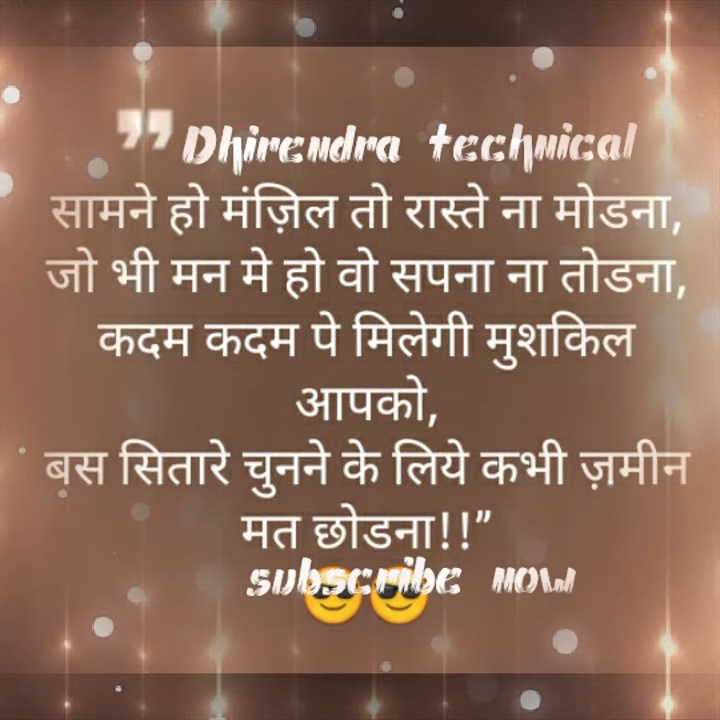 ❞ Dhirendra technical
सामने हो मंज़िल तो रास्ते ना मोडना,
जो भी मन मे हो वो सपना ना तोडना,
कदम कदम पे मिलेगी मुशकिल
आपको,
बस सितारे चुनने के लिये कभी ज़मीन
मत छोडना!!”
subscribe now
😎😎